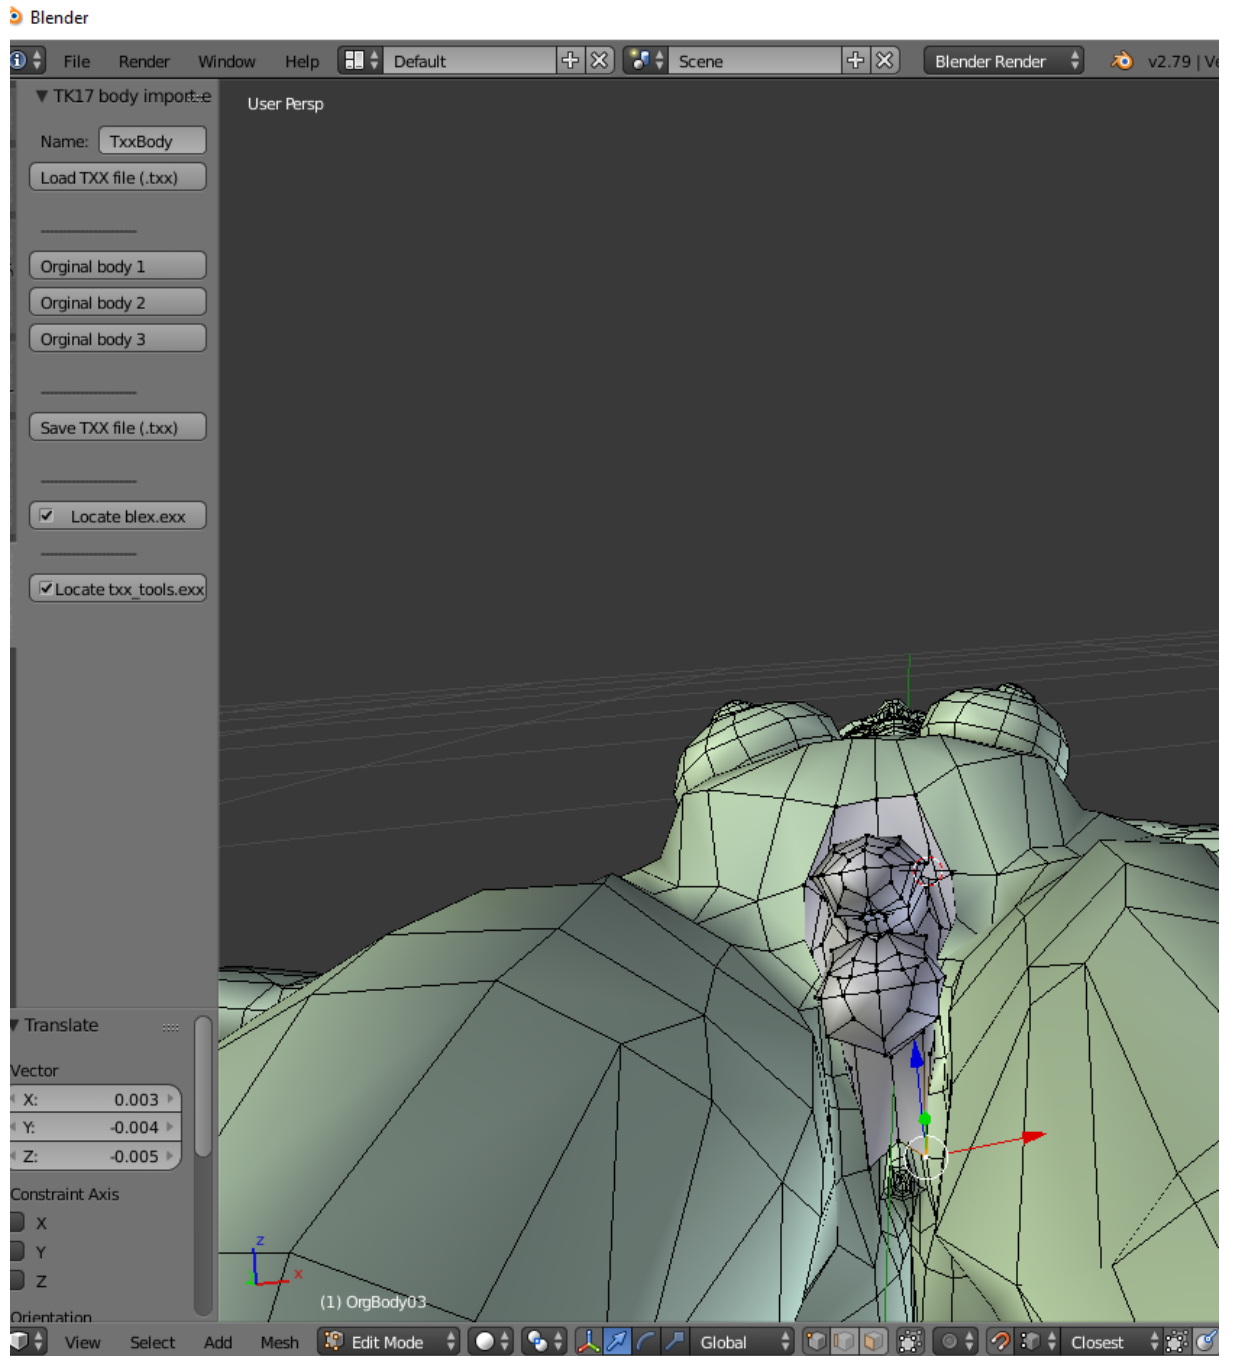 Blender
File Render Window Help Default Scene Blender Render v2.79 | Ve
TK17 body import-e
User Persp
Name: TxxBody
Load TXX file (.txx)
Orginal body 1
Orginal body 2
Orginal body 3
Save TXX file (.txx)
Locate blex.exx
Locate txx_tools.exx
Translate
Vector
X: 0.003
Y: -0.004
Z: -0.005
Constraint Axis
X
Y
Z
Orientation
z
x
(1) OrgBody03
View Select Add Mesh Edit Mode Global Closest